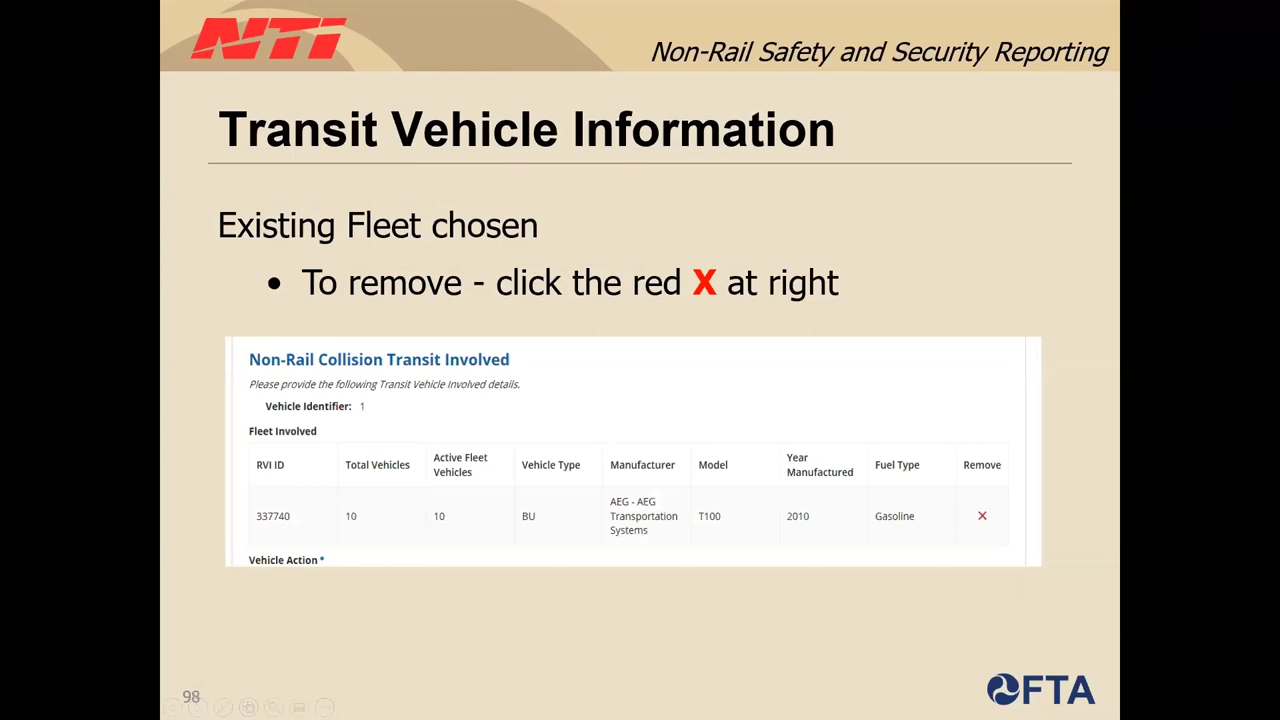 NTI
Non-Rail Safety and Security Reporting
Transit Vehicle Information
Existing Fleet chosen
• To remove - click the red X at right
Non-Rail Collision Transit Involved
Please provide the following Transit Vehicle Involved details.
Vehicle Identifier: 1
Fleet Involved
RVI ID Total Vehicles Active Fleet Vehicles Vehicle Type Manufacturer Model Year Manufactured Fuel Type Remove
337740 10 10 BU AEG - AEG Transportation Systems T100 2010 Gasoline X
Vehicle Action *
98
FTA